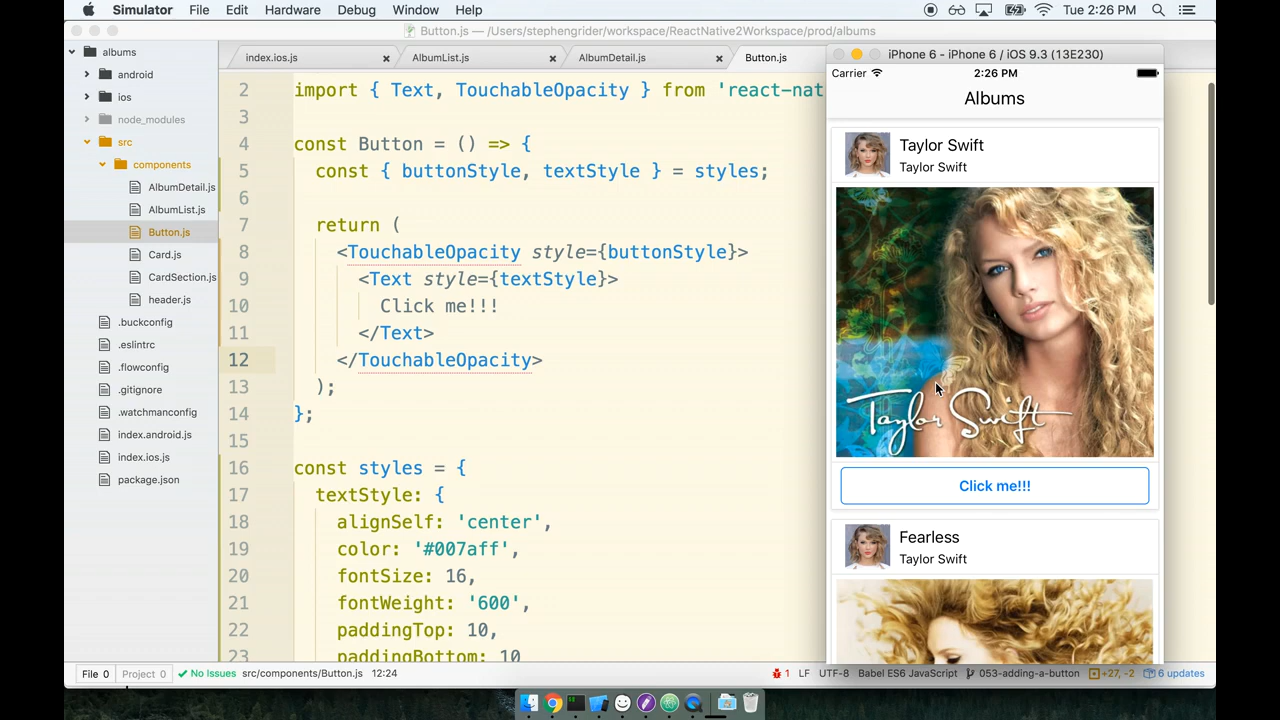 Simulator File Edit Hardware Debug Window Help Tue 2:26 PM
Button.js — /Users/stephengrider/workspace/ReactNative2Workspace/prod/albums
albums
android
ios
node_modules
src
components
AlbumDetail.js
AlbumList.js
Button.js
Card.js
CardSection.js
header.js
.buckconfig
.eslintrc
.flowconfig
.gitignore
.watchmanconfig
index.android.js
index.ios.js
package.json
index.ios.js AlbumList.js AlbumDetail.js Button.js
2 import { Text, TouchableOpacity } from 'react-nat
3
4 const Button = () => {
5 const { buttonStyle, textStyle } = styles;
6
7 return (
8 <TouchableOpacity style={buttonStyle}>
9 <Text style={textStyle}>
10 Click me!!!
11 </Text>
12 </TouchableOpacity>
13 );
14 };
15
16 const styles = {
17 textStyle: {
18 alignSelf: 'center',
19 color: '#007aff',
20 fontSize: 16,
21 fontWeight: '600',
22 paddingTop: 10,
23 paddingBottom: 10
iPhone 6 - iPhone 6 / iOS 9.3 (13E230)
Carrier 2:26 PM
Albums
Taylor Swift
Taylor Swift
Taylor Swift
Click me!!!
Fearless
Taylor Swift
File 0 Project 0 No Issues src/components/Button.js 12:24 1 LF UTF-8 Babel ES6 JavaScript 053-adding-a-button +27, -2 6 updates